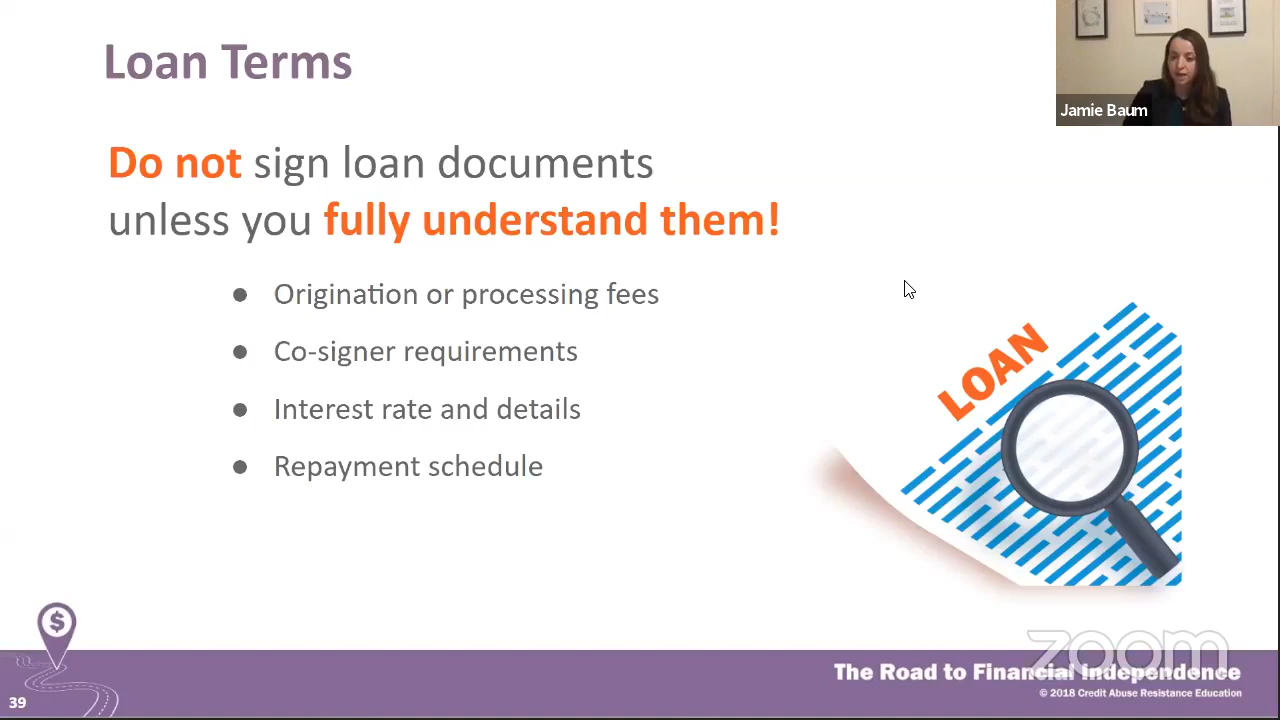 Loan Terms
Jamie Baum
Do not sign loan documents
unless you fully understand them!
● Origination or processing fees
● Co-signer requirements
● Interest rate and details
● Repayment schedule
LOAN
$
zoom
The Road to Financial Independence
© 2018 Credit Abuse Resistance Education
39